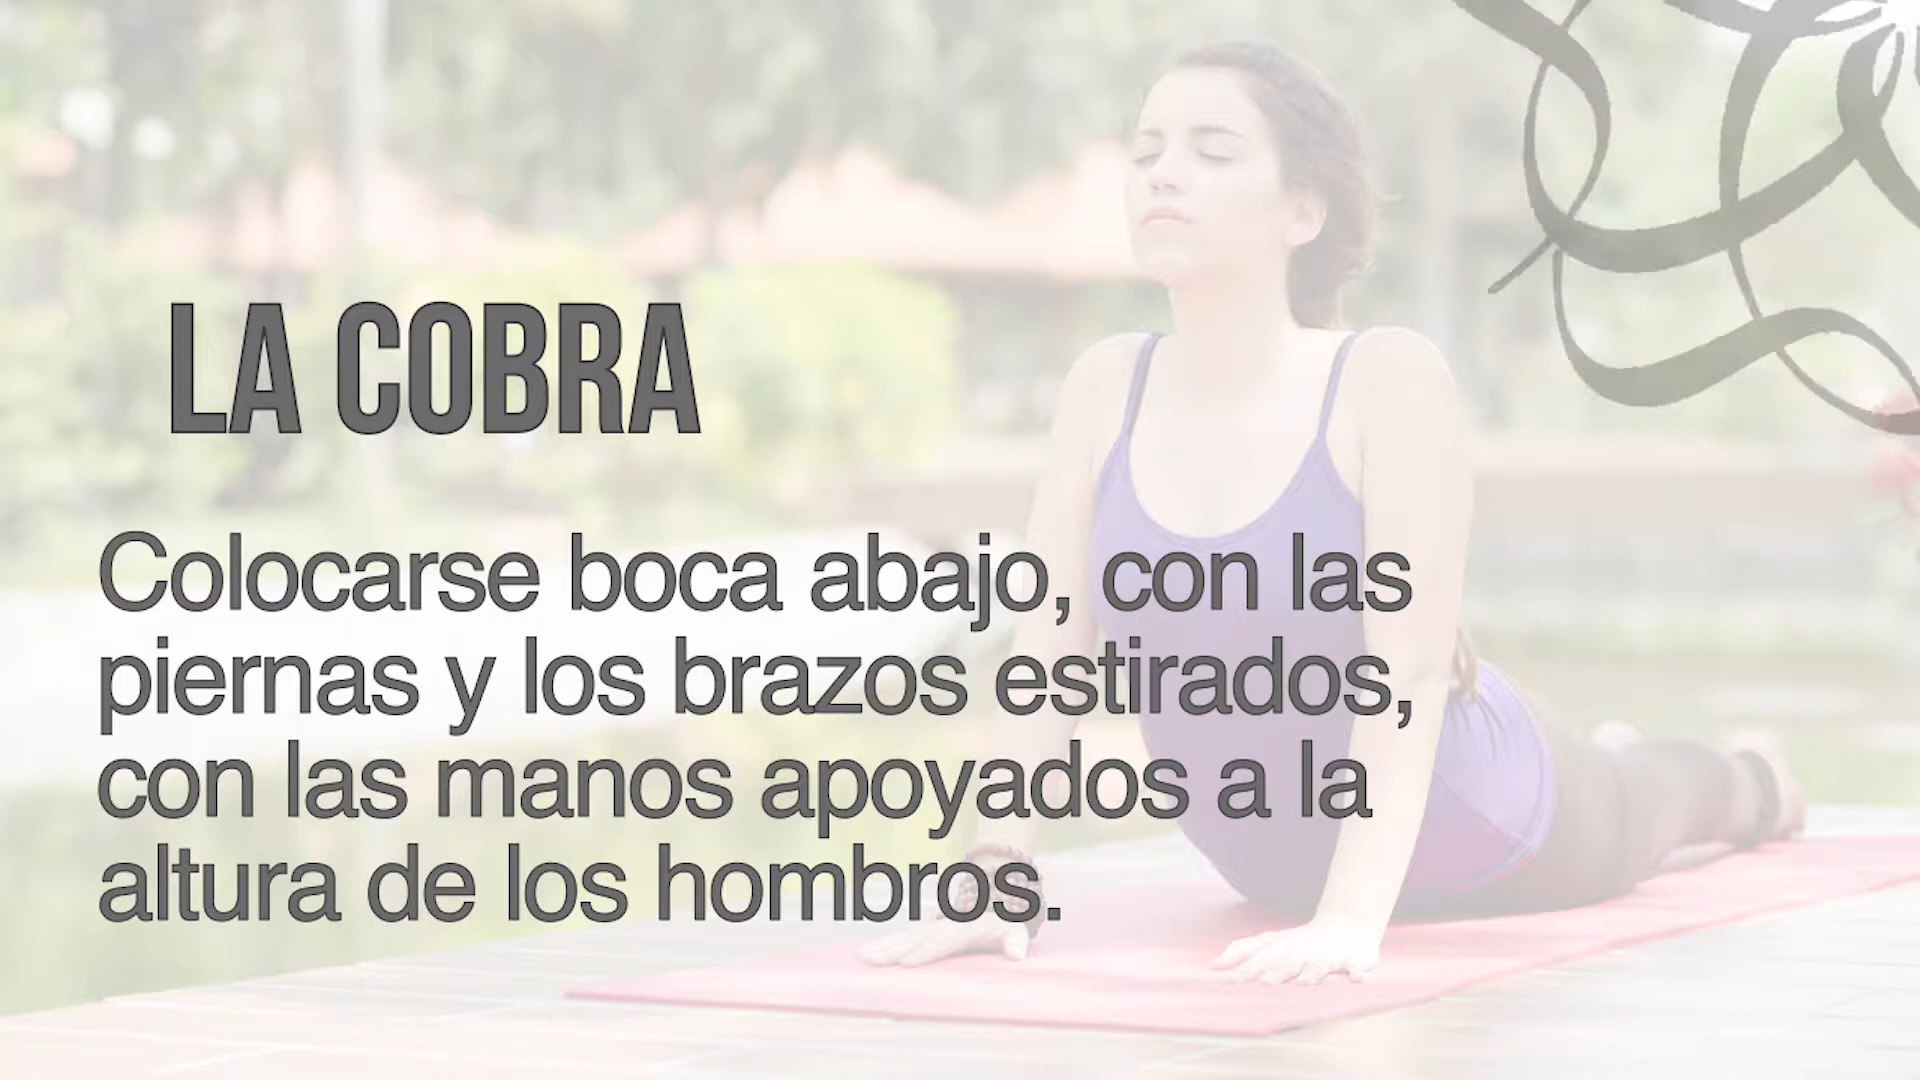 LA COBRA
Colocarse boca abajo, con las
piernas y los brazos estirados,
con las manos apoyados a la
altura de los hombros.